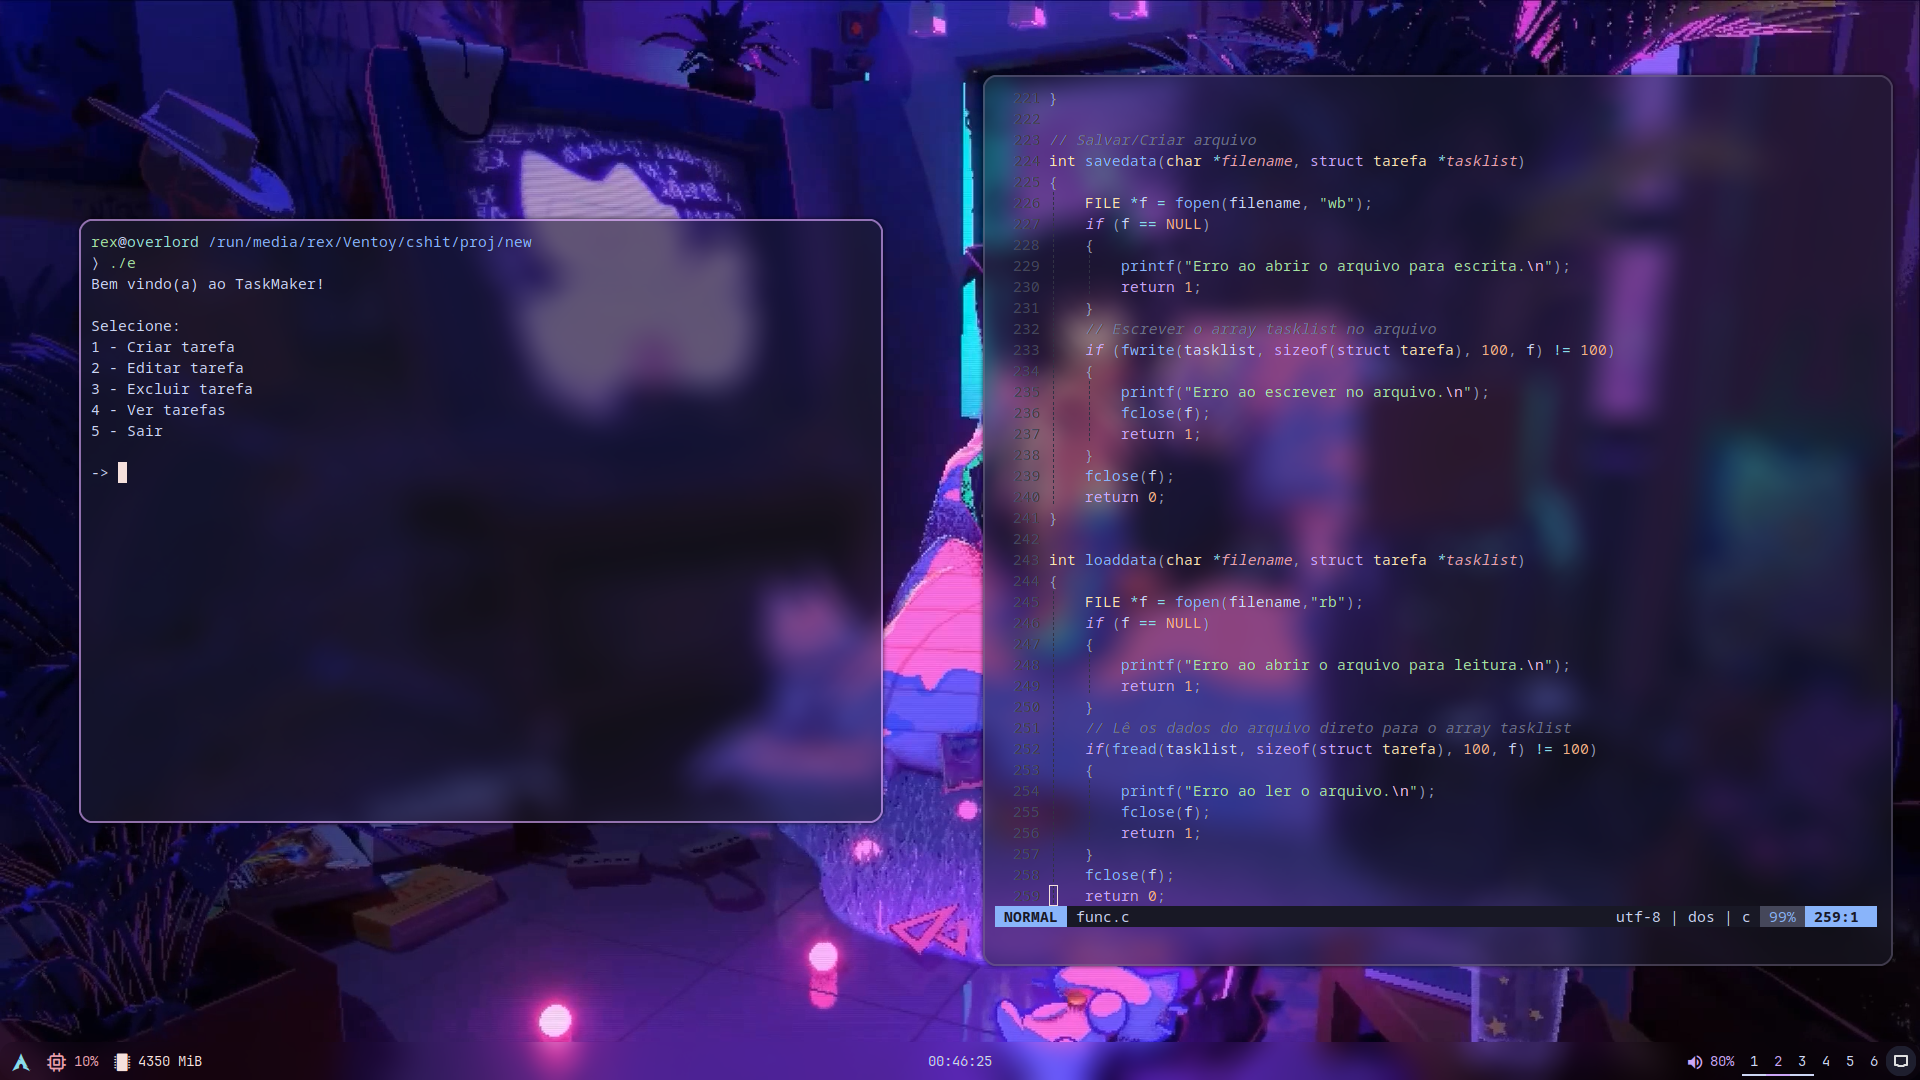 rex@overlord /run/media/rex/Ventoy/cshit/proj/new
) ./e
Bem vindo(a) ao TaskMaker!
Selecione:
1 - Criar tarefa
2 - Editar tarefa
3 - Excluir tarefa
4 - Ver tarefas
5 - Sair
->
221 }
222
223 // Salvar/Criar arquivo
224 int savedata(char *filename, struct tarefa *tasklist)
225 {
226 FILE *f = fopen(filename, "wb");
227 if (f == NULL)
228 {
229 printf("Erro ao abrir o arquivo para escrita.\n");
230 return 1;
231 }
232 // Escrever o array tasklist no arquivo
233 if (fwrite(tasklist, sizeof(struct tarefa), 100, f) != 100)
234 {
235 printf("Erro ao escrever no arquivo.\n");
236 fclose(f);
237 return 1;
238 }
239 fclose(f);
240 return 0;
241 }
242
243 int loaddata(char *filename, struct tarefa *tasklist)
244 {
245 FILE *f = fopen(filename,"rb");
246 if (f == NULL)
247 {
248 printf("Erro ao abrir o arquivo para leitura.\n");
249 return 1;
250 }
251 // Lê os dados do arquivo direto para o array tasklist
252 if(fread(tasklist, sizeof(struct tarefa), 100, f) != 100)
253 {
254 printf("Erro ao ler o arquivo.\n");
255 fclose(f);
256 return 1;
257 }
258 fclose(f);
259 return 0;
NORMAL func.c utf-8 | dos | c 99% 259:1
10% 4350 MiB 00:46:25 80% 1 2 3 4 5 6